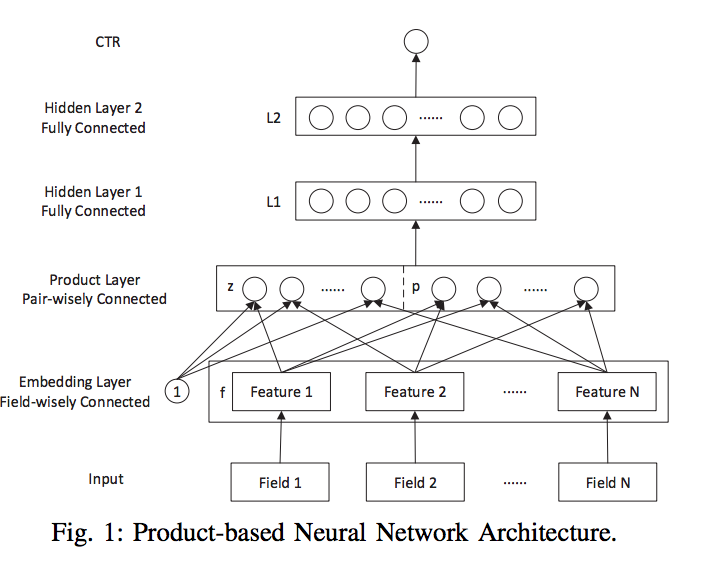 CTR
Hidden Layer 2
Fully Connected
L2
......
Hidden Layer 1
Fully Connected
L1
......
Product Layer
Pair-wisely Connected
z
......
p
......
Embedding Layer
Field-wisely Connected
1
f
Feature 1
Feature 2
......
Feature N
Input
Field 1
Field 2
......
Field N
Fig. 1: Product-based Neural Network Architecture.